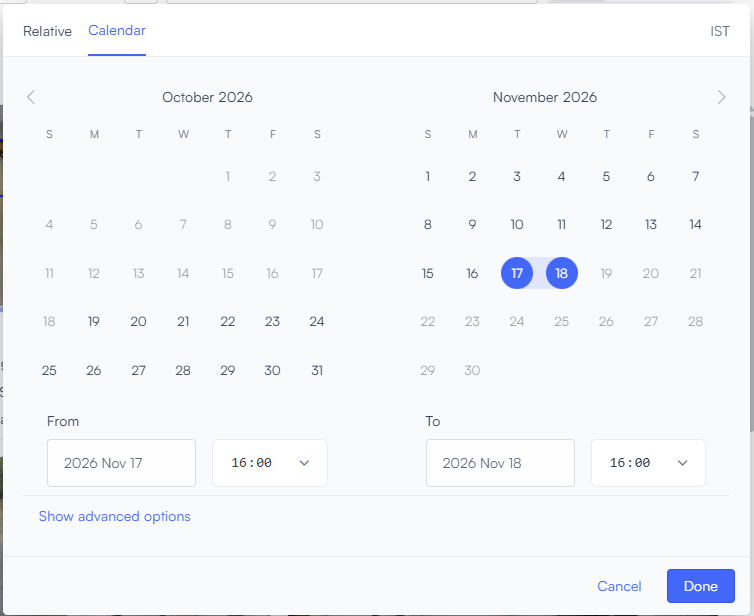 Relative Calendar IST
October 2026 November 2026
S M T W T F S S M T W T F S
1 2 3 1 2 3 4 5 6 7
4 5 6 7 8 9 10 8 9 10 11 12 13 14
11 12 13 14 15 16 17 15 16 17 18 19 20 21
18 19 20 21 22 23 24 22 23 24 25 26 27 28
25 26 27 28 29 30 31 29 30
From To
2026 Nov 17 16:00 2026 Nov 18 16:00
Show advanced options
Cancel Done